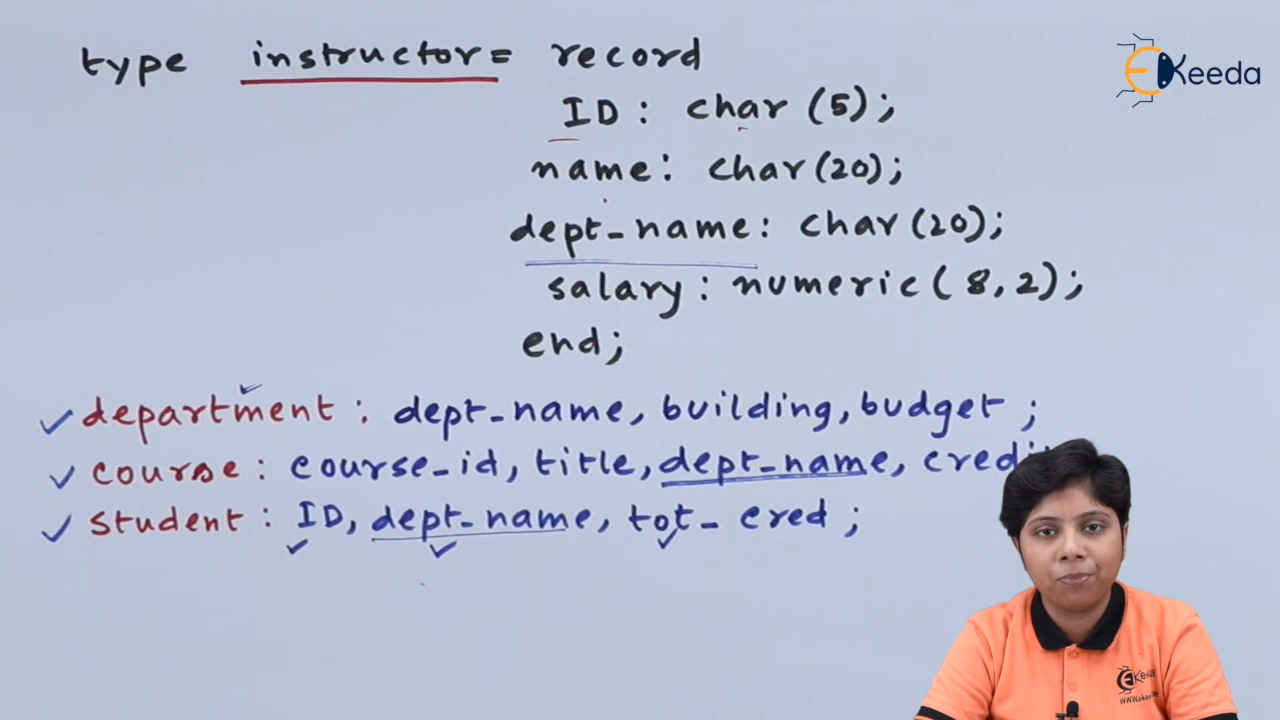 type instructor = record
ID : char (5);
name : char (20);
dept_name : char (20);
salary : numeric ( 8,2);
end;
department : dept_name, building, budget ;
course : course_id, title, dept_name,
student : ID, dept_name, tot_cred ;
Keeda